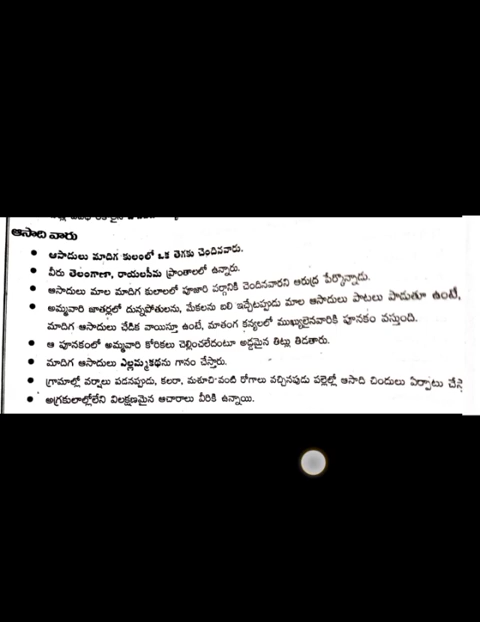 ఆసాది వారు
• ఆసాదులు మాదిగ కులంలో ఒక తెగకు చెందినవారు.
• వీరు తెలంగాణా, రాయలసీమ ప్రాంతాలలో ఉన్నారు.
• ఆసాదులు మాల మాదిగ కులాలలో పూజారి వర్గానికి చెందినవారని ఆరుద్ర పేర్కొన్నాడు.
• అమ్మవారి జాతర్లలో దున్నపోతులను, మేకలను బలి ఇచ్చేటప్పుడు మాల ఆసాదులు పాటలు పాడుతూ ఉంటే,
మాదిగ ఆసాదులు చేడిక వాయిస్తూ ఉంటే, మాతంగ కన్యలలో ముఖ్యులైనవారికి పూనకం వస్తుంది.
• ఆ పూనకంలో అమ్మవారి కోరికలు చెల్లించలేదంటూ అడ్డమైన తిట్లు తిడతారు.
• మాదిగ ఆసాదులు ఎల్లమ్మకథను గానం చేస్తారు.
• గ్రామాల్లో వర్షాలు పడనప్పుడు, కలరా, మశూచి వంటి రోగాలు వచ్చినపుడు పల్లెల్లో ఆసాది చిందులు ఏర్పాటు
• అగ్రకులాల్లోలేని విలక్షణమైన ఆచారాలు వీరికి ఉన్నాయి.